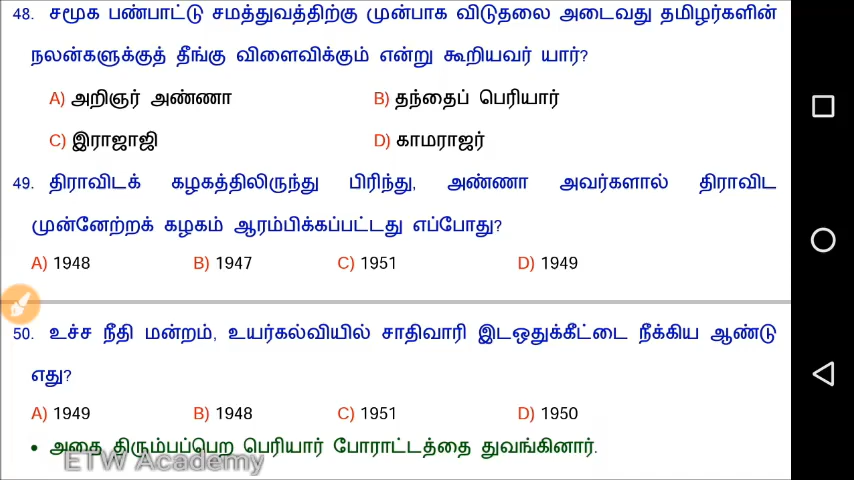 48. சமூக பண்பாட்டு சமத்துவத்திற்கு முன்பாக விடுதலை அடைவது தமிழர்களின்
நலன்களுக்குத் தீங்கு விளைவிக்கும் என்று கூறியவர் யார்?
A) அறிஞர் அண்ணா B) தந்தைப் பெரியார்
C) இராஜாஜி D) காமராஜர்
49. திராவிடக் கழகத்திலிருந்து பிரிந்து, அண்ணா அவர்களால் திராவிட
முன்னேற்றக் கழகம் ஆரம்பிக்கப்பட்டது எப்போது?
A) 1948 B) 1947 C) 1951 D) 1949
50. உச்ச நீதி மன்றம், உயர்கல்வியில் சாதிவாரி இடஒதுக்கீட்டை நீக்கிய ஆண்டு
எது?
A) 1949 B) 1948 C) 1951 D) 1950
• அதை திரும்பப்பெற பெரியார் போராட்டத்தை துவங்கினார்.
ETW Academy